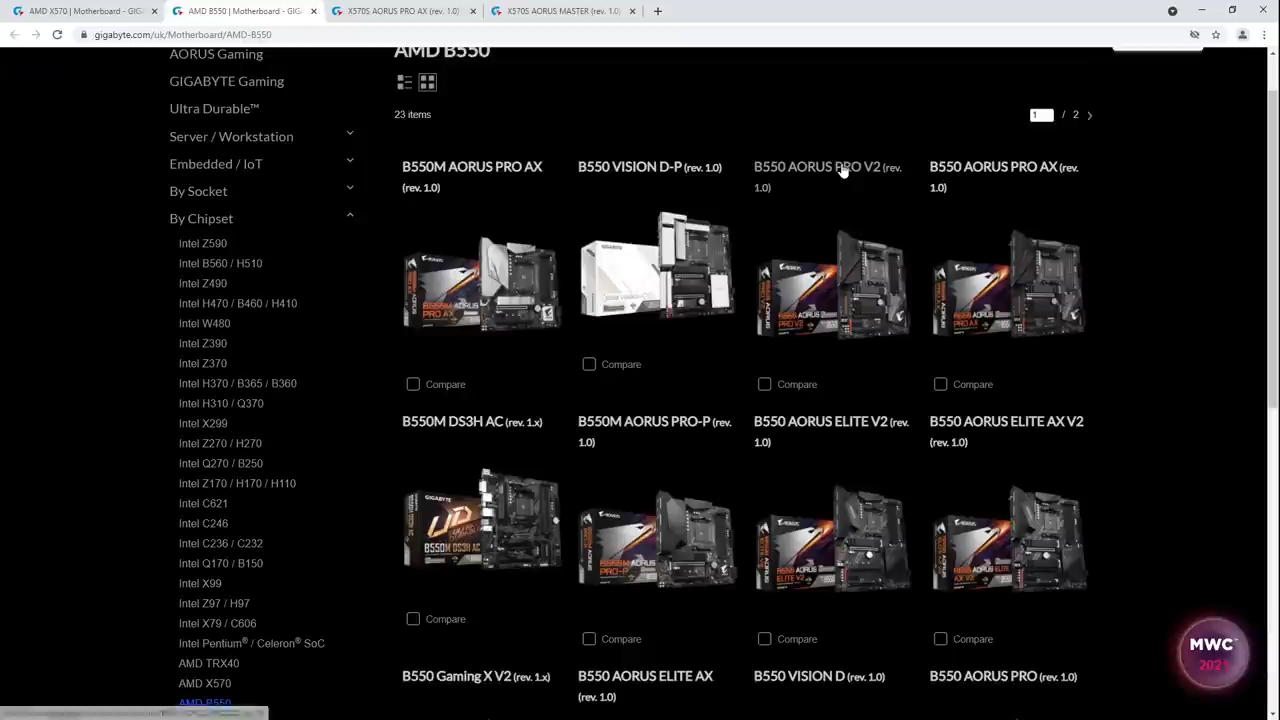 AMD X570 | Motherboard - GIG
AMD B550 | Motherboard - GIG
X570S AORUS PRO AX (rev. 1.0)
X570S AORUS MASTER (rev. 1.0)
gigabyte.com/uk/Motherboard/AMD-B550
AORUS Gaming
GIGABYTE Gaming
Ultra Durable™
Server / Workstation
Embedded / IoT
By Socket
By Chipset
Intel Z590
Intel B560 / H510
Intel Z490
Intel H470 / B460 / H410
Intel W480
Intel Z390
Intel Z370
Intel H370 / B365 / B360
Intel H310 / Q370
Intel X299
Intel Z270 / H270
Intel Q270 / B250
Intel Z170 / H170 / H110
Intel C621
Intel C246
Intel C236 / C232
Intel Q170 / B150
Intel X99
Intel Z97 / H97
Intel X79 / C606
Intel Pentium® / Celeron® SoC
AMD TRX40
AMD X570
AMD B550
AMD B550
23 items
1 / 2
B550M AORUS PRO AX
(rev. 1.0)
B550 VISION D-P (rev. 1.0)
B550 AORUS PRO V2 (rev.
1.0)
B550 AORUS PRO AX (rev.
1.0)
Compare
Compare
Compare
Compare
B550M DS3H AC (rev. 1.x)
B550M AORUS PRO-P (rev.
1.0)
B550 AORUS ELITE V2 (rev.
1.0)
B550 AORUS ELITE AX V2
(rev. 1.0)
GIGABYTE
UD
B550M DS3H AC
Compare
Compare
Compare
Compare
B550 Gaming X V2 (rev. 1.x)
B550 AORUS ELITE AX
(rev. 1.0)
B550 VISION D (rev. 1.0)
B550 AORUS PRO (rev. 1.0)
MWC
2021